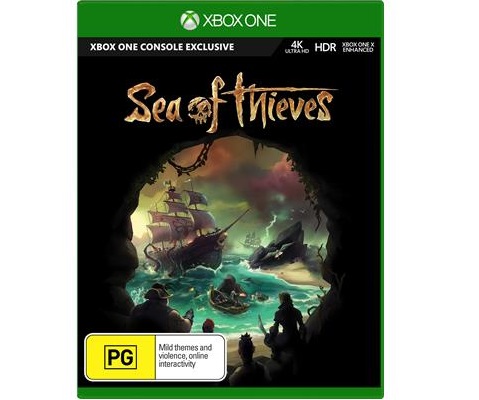 XBOX ONE
XBOX ONE CONSOLE EXCLUSIVE
4K
ULTRA HD
HDR
XBOX ONE X
ENHANCED
Sea of Thieves
PG
Mild themes and
violence, online
interactivity